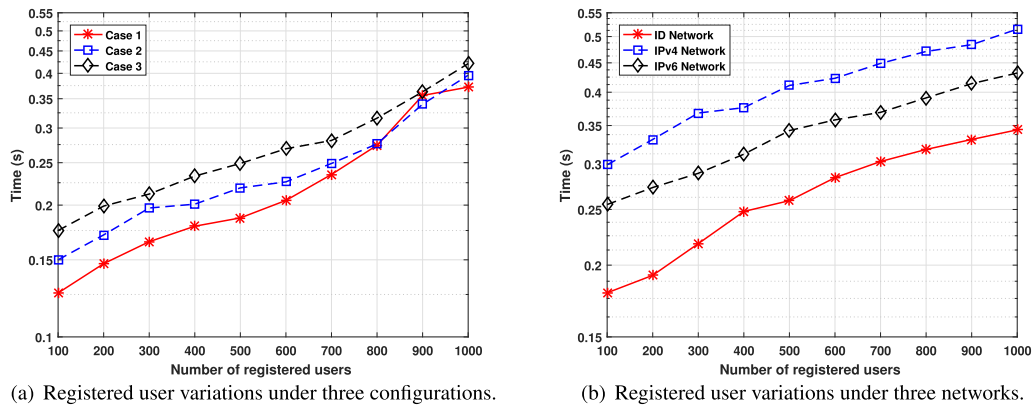 0.55
0.5
0.45
0.4
0.35
0.3
0.25
0.2
0.15
0.1
Time (s)
Case 1
Case 2
Case 3
100 200 300 400 500 600 700 800 900 1000
Number of registered users
(a) Registered user variations under three configurations.
0.55
0.5
0.45
0.4
0.35
0.3
0.25
0.2
0.15
Time (s)
ID Network
IPv4 Network
IPv6 Network
100 200 300 400 500 600 700 800 900 1000
Number of registered users
(b) Registered user variations under three networks.